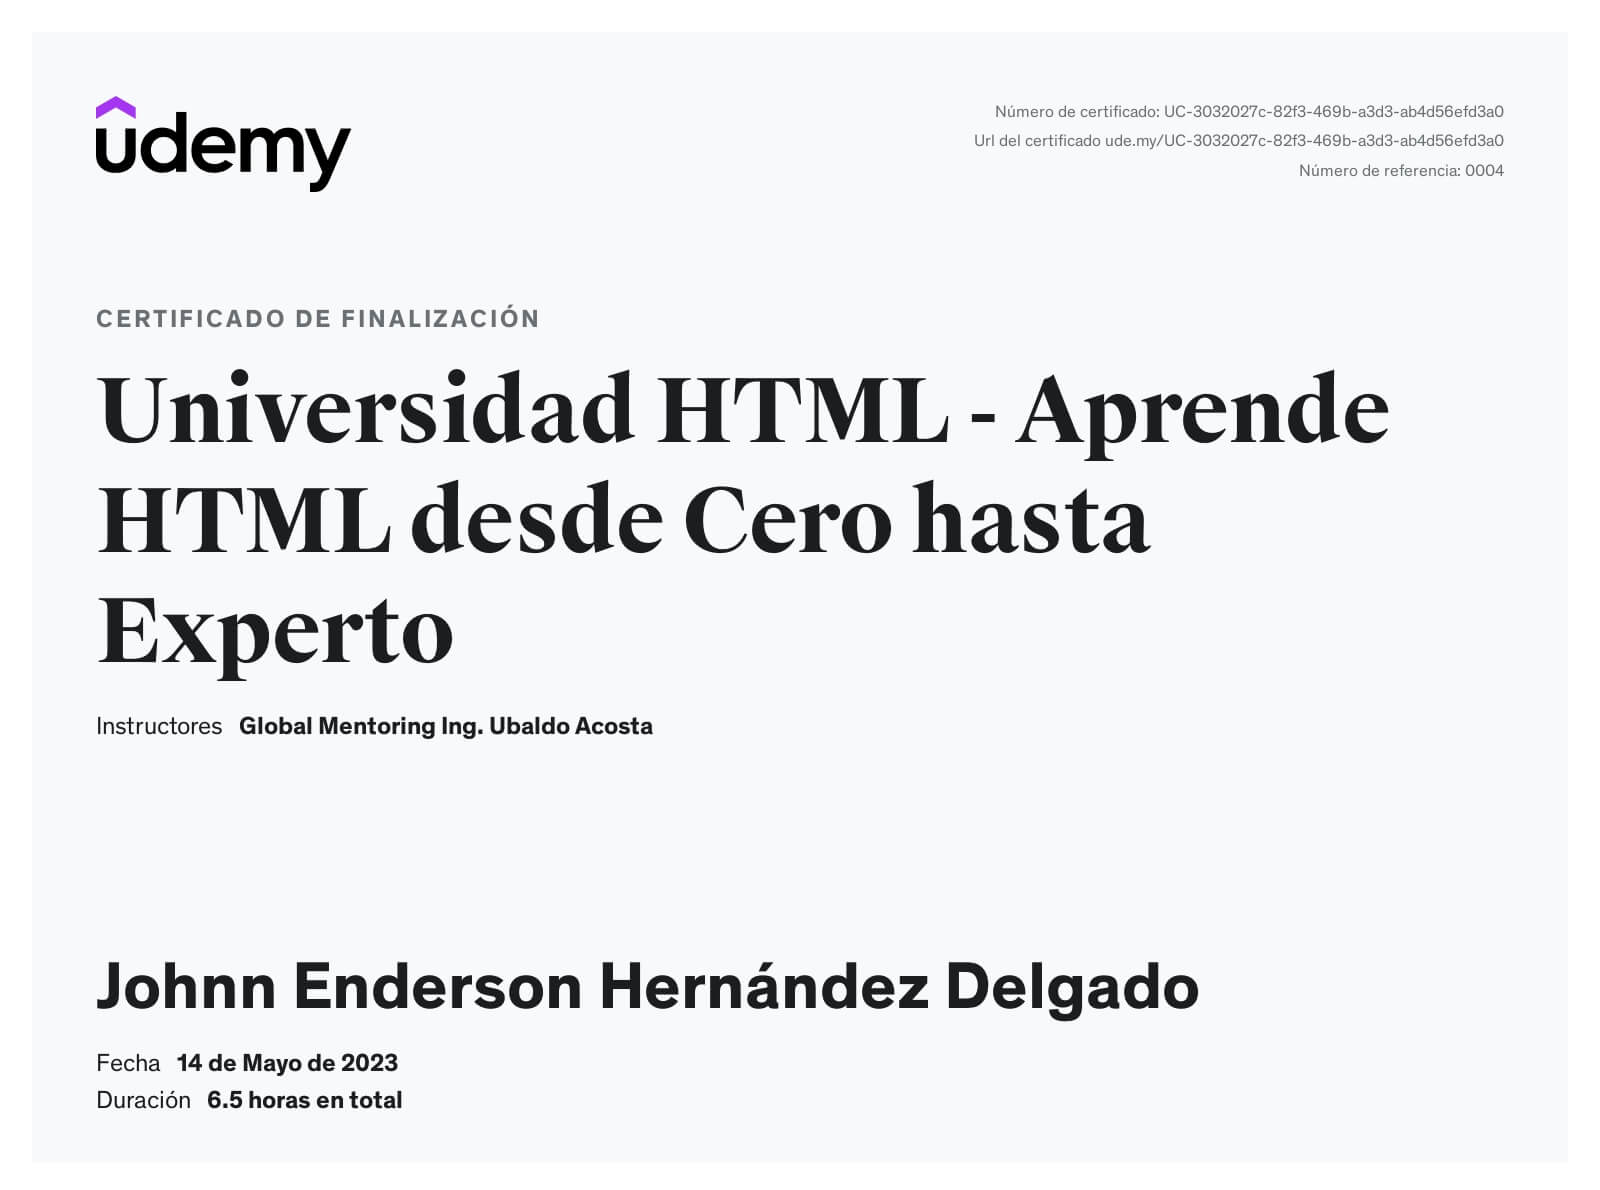 udemy
Número de certificado: UC-3032027c-82f3-469b-a3d3-ab4d56efd3a0
Url del certificado ude.my/UC-3032027c-82f3-469b-a3d3-ab4d56efd3a0
Número de referencia: 0004
CERTIFICADO DE FINALIZACIÓN
Universidad HTML - Aprende
HTML desde Cero hasta
Experto
Instructores Global Mentoring Ing. Ubaldo Acosta
Johnn Enderson Hernández Delgado
Fecha 14 de Mayo de 2023
Duración 6.5 horas en total